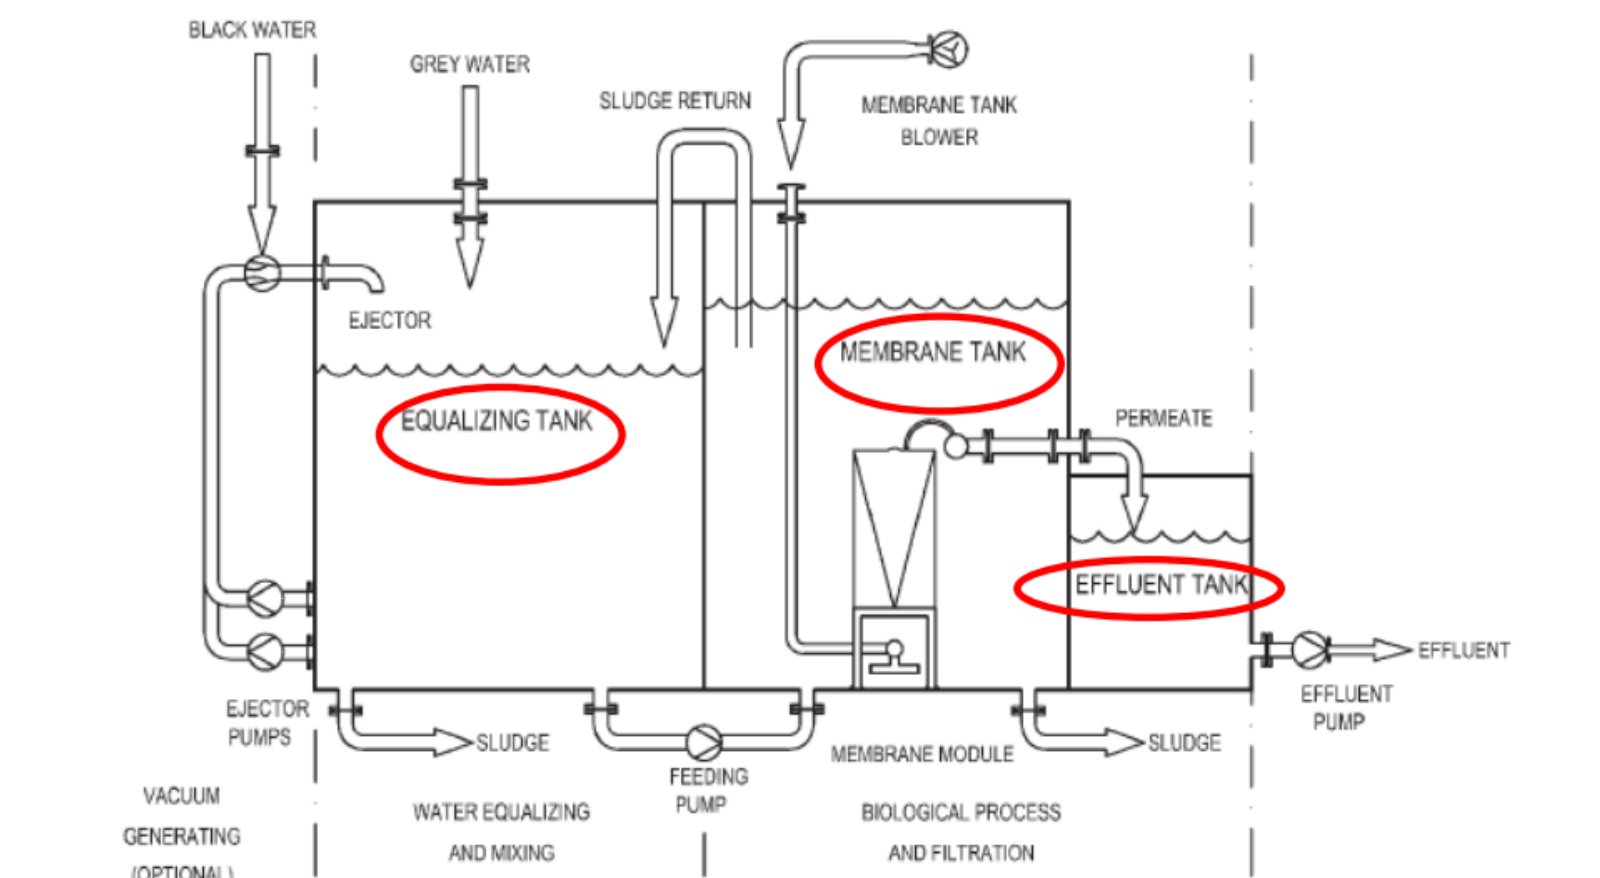 BLACK WATER
GREY WATER
SLUDGE RETURN
MEMBRANE TANK
BLOWER
EJECTOR
MEMBRANE TANK
EQUALIZING TANK
PERMEATE
EFFLUENT TANK
EFFLUENT
EFFLUENT
PUMP
EJECTOR
PUMPS
SLUDGE
FEEDING
PUMP
MEMBRANE MODULE
SLUDGE
VACUUM
GENERATING
(OPTIONAL)
WATER EQUALIZING
AND MIXING
BIOLOGICAL PROCESS
AND FILTRATION